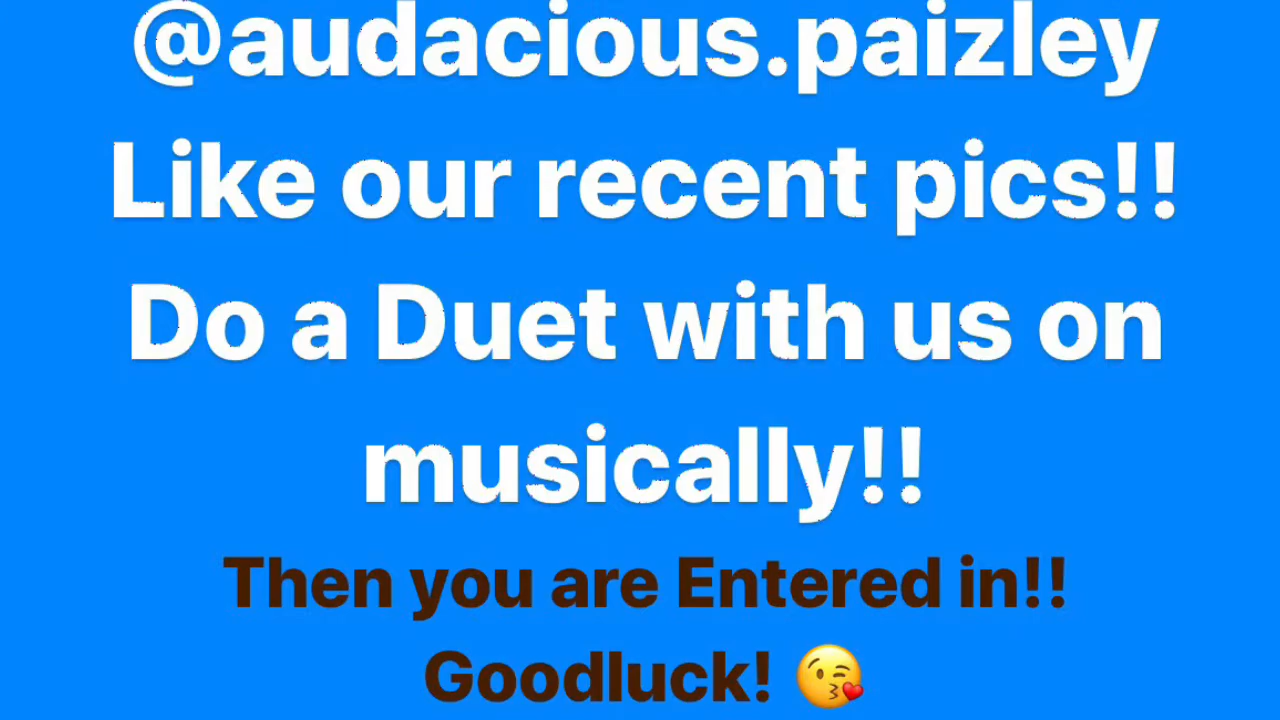 @audacious.paizley
Like our recent pics!!
Do a Duet with us on
musically!!
Then you are Entered in!!
Goodluck! 😘